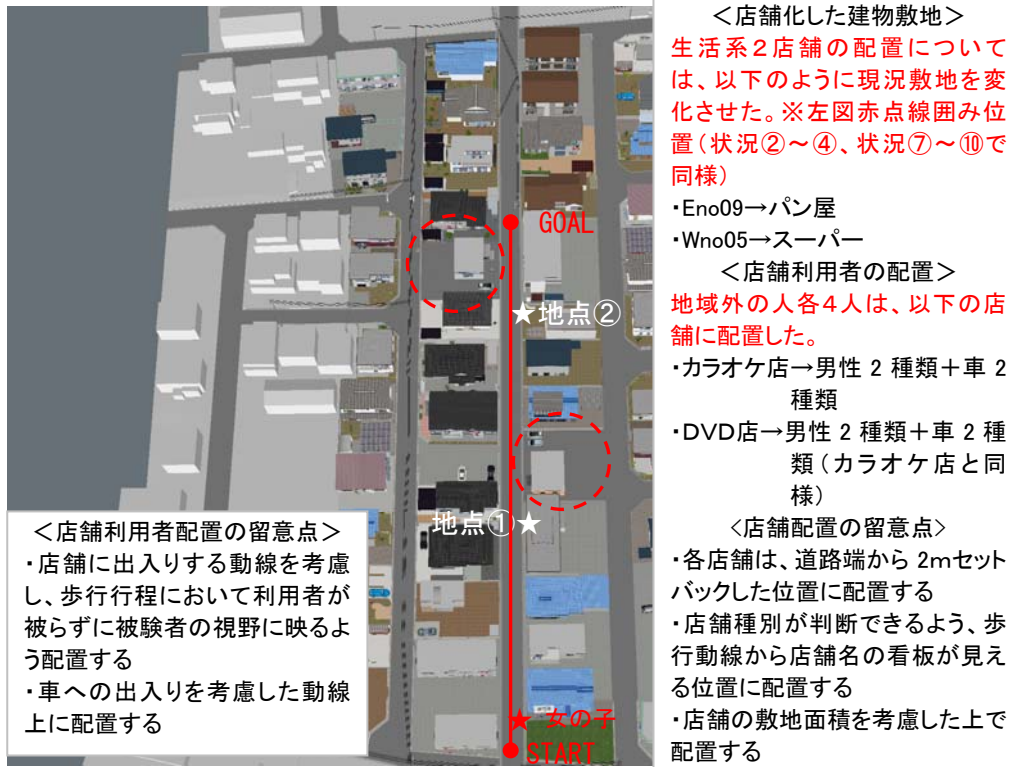 GOAL
★地点②
地点①★
★ 女の子
START
＜店舗利用者配置の留意点＞
・店舗に出入りする動線を考慮
し、歩行行程において利用者が
被らずに被験者の視野に映るよ
う配置する
・車への出入りを考慮した動線
上に配置する
＜店舗化した建物敷地＞
生活系２店舗の配置について
は、以下のように現況敷地を変
化させた。※左図赤点線囲み位
置（状況②～④、状況⑦～⑩で
同様）
・Eno09→パン屋
・Wno05→スーパー
＜店舗利用者の配置＞
地域外の人各４人は、以下の店
舗に配置した。
・カラオケ店→男性 2 種類＋車 2
種類
・DVD店→男性 2 種類＋車 2 種
類（カラオケ店と同
様）
<店舗配置の留意点>
・各店舗は、道路端から 2mセット
バックした位置に配置する
・店舗種別が判断できるよう、歩
行動線から店舗名の看板が見え
る位置に配置する
・店舗の敷地面積を考慮した上で
配置する